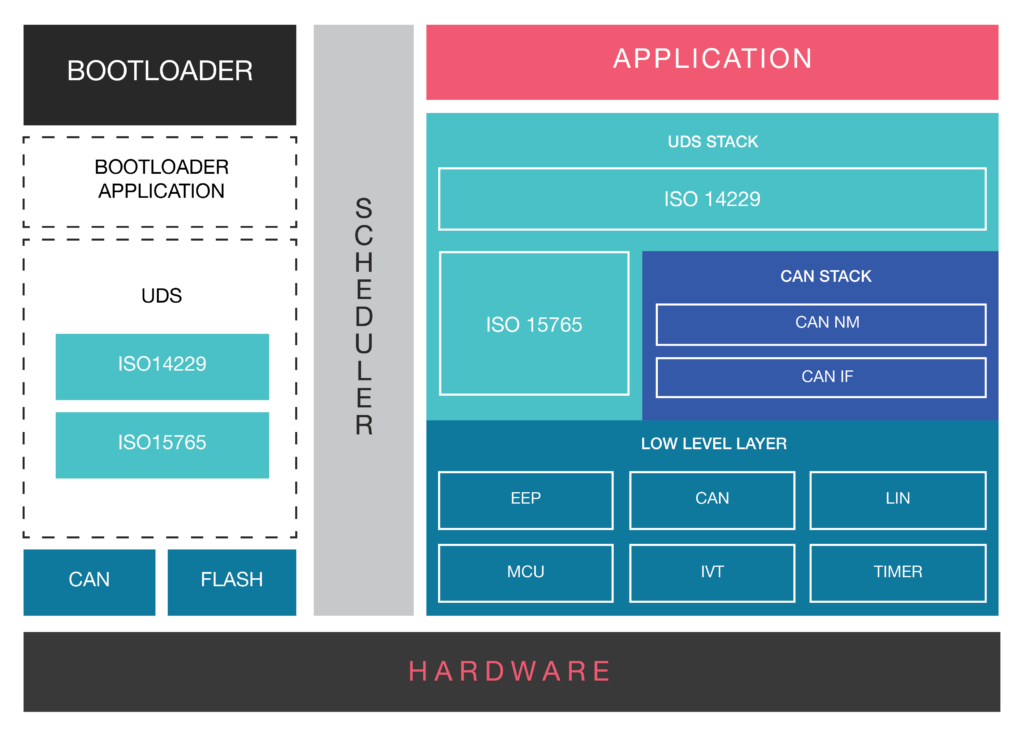 BOOTLOADER
BOOTLOADER
APPLICATION
UDS
ISO14229
ISO15765
CAN
FLASH
SCHEDULER
APPLICATION
UDS STACK
ISO 14229
ISO 15765
CAN STACK
CAN NM
CAN IF
LOW LEVEL LAYER
EEP
CAN
LIN
MCU
IVT
TIMER
HARDWARE